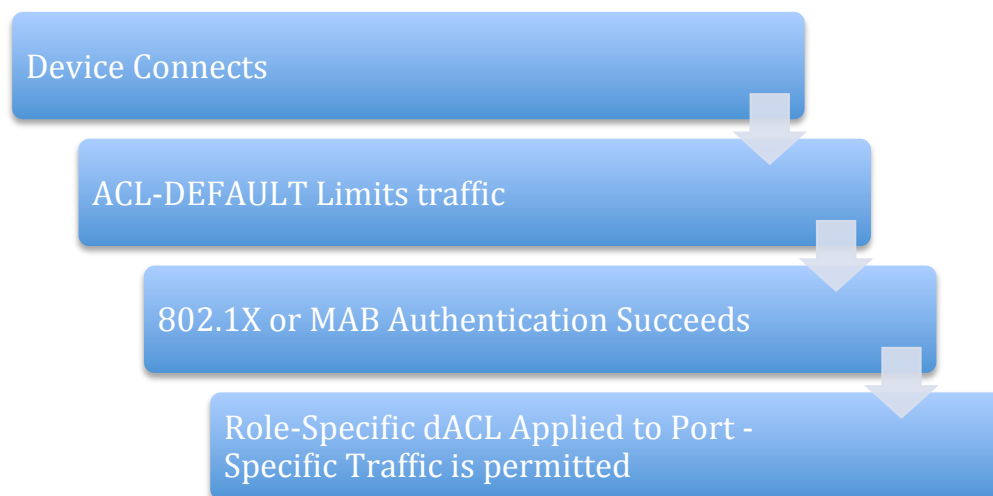 Device Connects
ACL-DEFAULT Limits traffic
802.1X or MAB Authentication Succeeds
Role-Specific dACL Applied to Port -
Specific Traffic is permitted